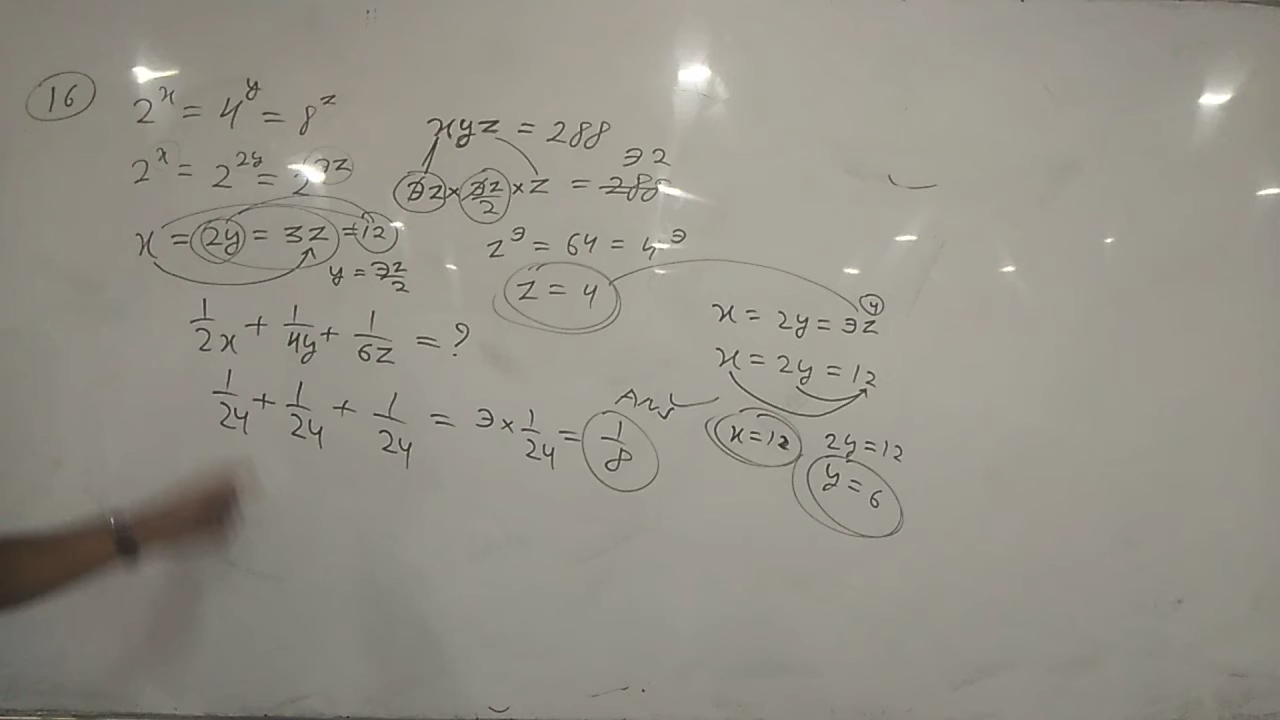 16
2^x = 4^y = 8^z
2^x = 2^{2y} = 2^{3z}
x = 2y = 3z = 12
y = 3z/2
1/2x + 1/4y + 1/6z = ?
1/24 + 1/24 + 1/24 = 3 × 1/24 = 1/8 Ans
xyz = 288
32
3z × 3z/2 × z = 288
z^3 = 64 = 4^3
z = 4
4
x = 2y = 3z
x = 2y = 12
x = 12
2y = 12
y = 6